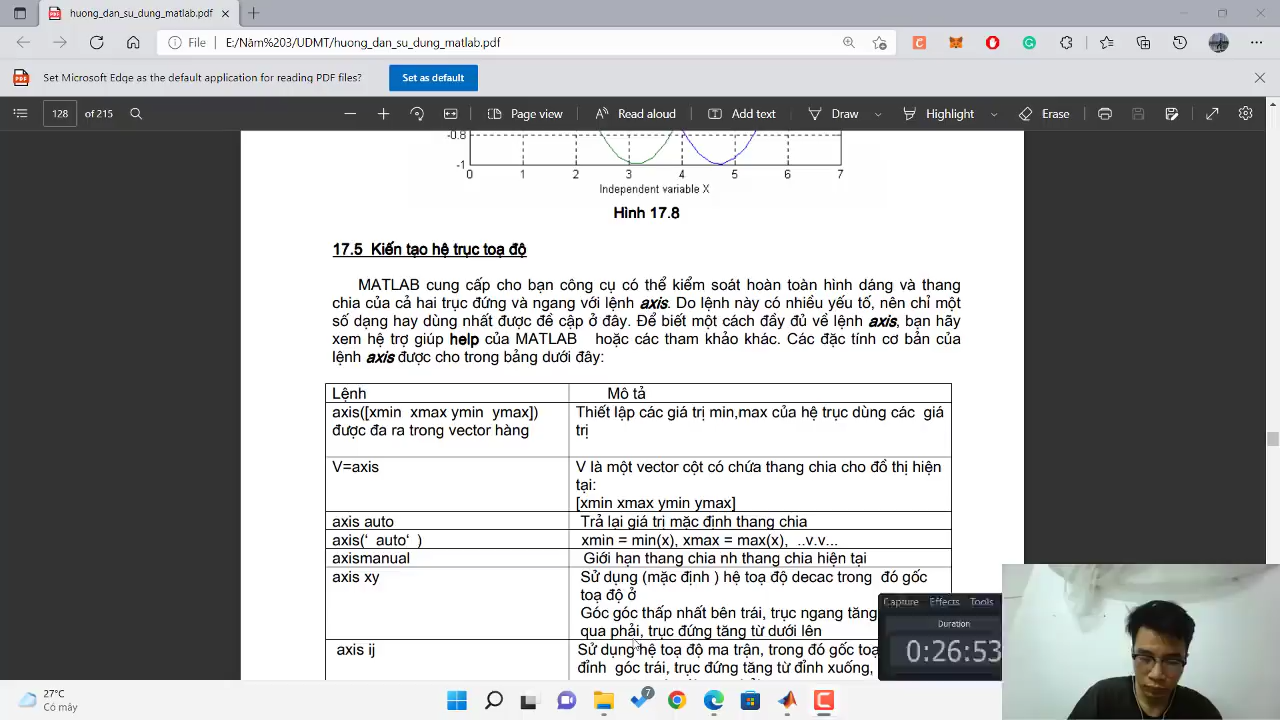 huong_dan_su_dung_matlab.pdf
File E:/Năm%203/UDMT/huong_dan_su_dung_matlab.pdf
Set Microsoft Edge as the default application for reading PDF files?
Set as default
128 of 215
Page view
Read aloud
Add text
Draw
Highlight
Erase
-0.8
-1
0 1 2 3 4 5 6 7
Independent variable X
Hình 17.8
17.5 Kiến tạo hệ trục toạ độ
MATLAB cung cấp cho bạn công cụ có thể kiểm soát hoàn toàn hình dáng và thang
chia của cả hai trục đứng và ngang với lệnh axis. Do lệnh này có nhiều yếu tố, nên chỉ một
số dạng hay dùng nhất được đề cập ở đây. Để biết một cách đầy đủ về lệnh axis, bạn hãy
xem hệ trợ giúp help của MATLAB hoặc các tham khảo khác. Các đặc tính cơ bản của
lệnh axis được cho trong bảng dưới đây:
Lệnh Mô tả
axis([xmin xmax ymin ymax]) Thiết lập các giá trị min,max của hệ trục dùng các giá
được đa ra trong vector hàng trị
V=axis V là một vector cột có chứa thang chia cho đồ thị hiện
tại:
[xmin xmax ymin ymax]
axis auto Trả lại giá trị mặc định thang chia
axis(‘ auto‘ ) xmin = min(x), xmax = max(x), ..v.v...
axismanual Giới hạn thang chia nh thang chia hiện tại
axis xy Sử dụng (mặc định ) hệ toạ độ decac trong đó gốc
toạ độ ở
Góc góc thấp nhất bên trái, trục ngang tăng
qua phải, trục đứng tăng từ dưới lên
axis ij Sử dụng hệ toạ độ ma trận, trong đó gốc toạ
đỉnh góc trái, trục đứng tăng từ đỉnh xuống,
Capture Effects Tools
Duration
0:26:53
27°C
Có mây
7